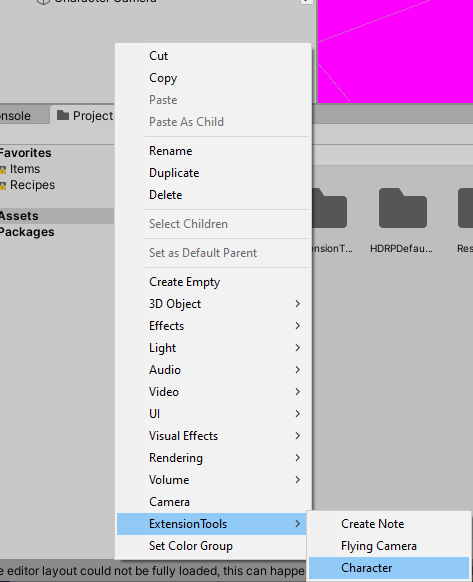 Character Camera
Cut
Copy
Paste
Paste As Child
Rename
Duplicate
Delete
Select Children
Set as Default Parent
Create Empty
3D Object
Effects
Light
Audio
Video
UI
Visual Effects
Rendering
Volume
Camera
ExtensionTools
Set Color Group
Create Note
Flying Camera
Character
nsole
Project
Favorites
Items
Recipes
Assets
Packages
ensionT...
HDRPDefau...
Res
e editor layout could not be fully loaded, this can happe